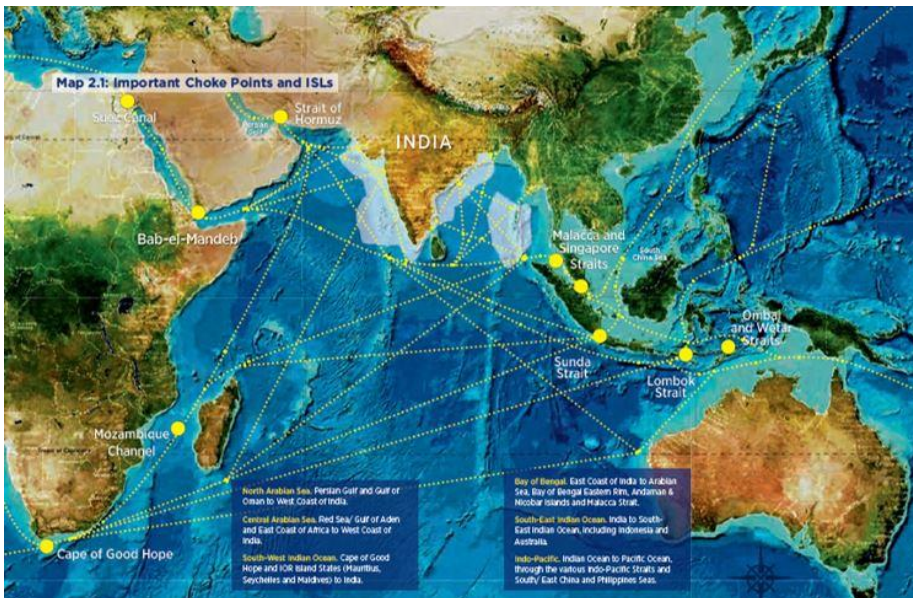 Map 2.1: Important Choke Points and ISLs
Suez Canal
Persian
Gulf
Strait of
Hormuz
INDIA
Bab-el-Mandeb
Malacca and
Singapore
Straits
South
China Sea
Ombai
and Wetar
Straits
Sunda
Strait
Lombok
Strait
Mozambique
Channel
Cape of Good Hope
North Arabian Sea. Persian Gulf and Gulf of
Oman to West Coast of India.
Central Arabian Sea. Red Sea/ Gulf of Aden
and East Coast of Africa to West Coast of
India.
South-West Indian Ocean. Cape of Good
Hope and IOR Island States (Mauritius,
Seychelles and Maldives) to India.
Bay of Bengal. East Coast of India to Arabian
Sea, Bay of Bengal Eastern Rim, Andaman &
Nicobar Islands and Malacca Strait.
South-East Indian Ocean. India to South-
East Indian Ocean, including Indonesia and
Australia.
Indo-Pacific. Indian Ocean to Pacific Ocean,
through the various Indo-Pacific Straits and
South/ East China and Philippines Seas.